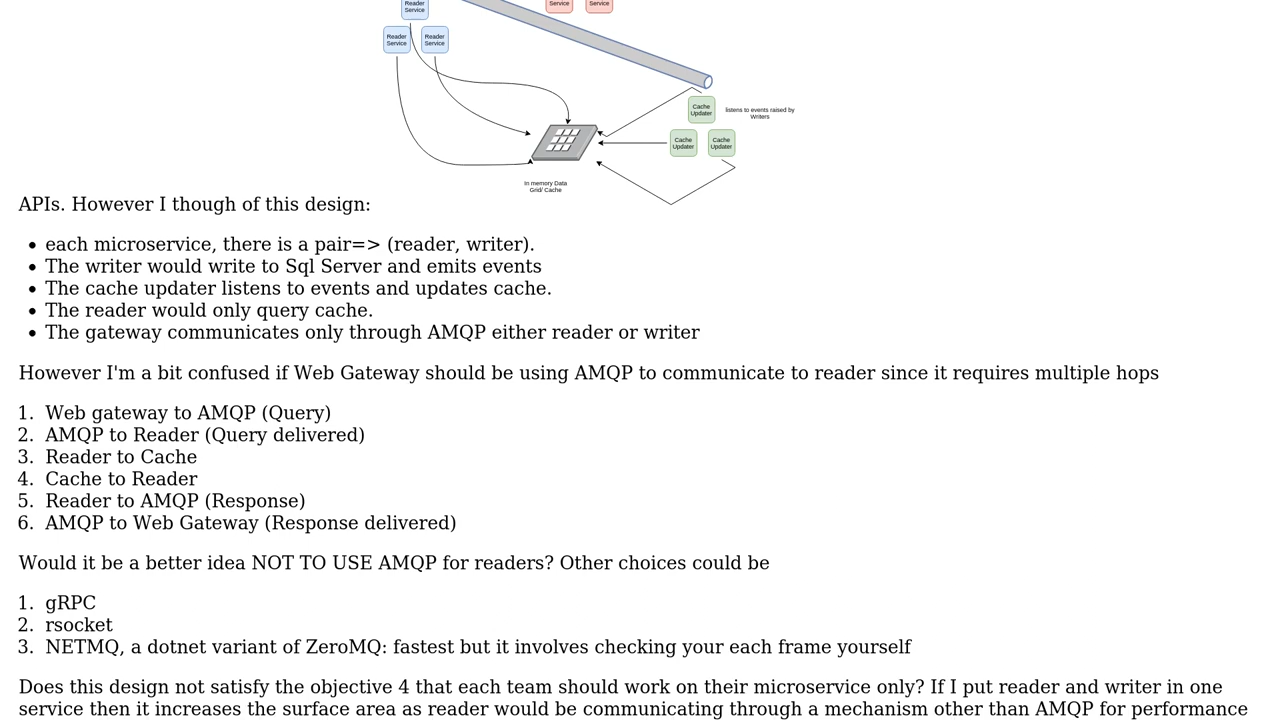 Reader
Service
Service
Service
Reader
Service
Reader
Service
Cache
Updater
listens to events raised by
Writers
Cache
Updater
Cache
Updater
In memory Data
Grid/ Cache
APIs. However I though of this design:
• each microservice, there is a pair=> (reader, writer).
• The writer would write to Sql Server and emits events
• The cache updater listens to events and updates cache.
• The reader would only query cache.
• The gateway communicates only through AMQP either reader or writer
However I'm a bit confused if Web Gateway should be using AMQP to communicate to reader since it requires multiple hops
1. Web gateway to AMQP (Query)
2. AMQP to Reader (Query delivered)
3. Reader to Cache
4. Cache to Reader
5. Reader to AMQP (Response)
6. AMQP to Web Gateway (Response delivered)
Would it be a better idea NOT TO USE AMQP for readers? Other choices could be
1. gRPC
2. rsocket
3. NETMQ, a dotnet variant of ZeroMQ: fastest but it involves checking your each frame yourself
Does this design not satisfy the objective 4 that each team should work on their microservice only? If I put reader and writer in one
service then it increases the surface area as reader would be communicating through a mechanism other than AMQP for performance